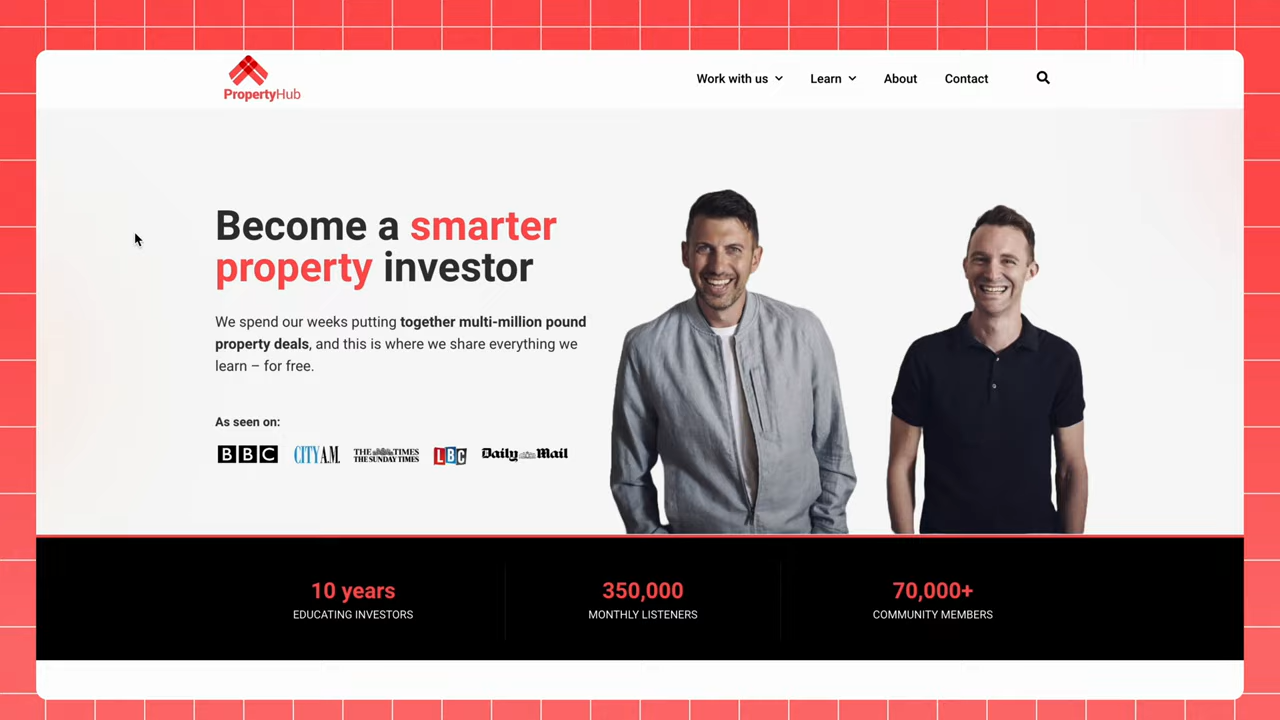 PropertyHub
Work with us
Learn
About
Contact
Become a smarter
property investor
We spend our weeks putting together multi-million pound
property deals, and this is where we share everything we
learn – for free.
As seen on:
BBC
CITY A.M.
THE TIMES
THE SUNDAY TIMES
LBC
Daily Mail
10 years
EDUCATING INVESTORS
350,000
MONTHLY LISTENERS
70,000+
COMMUNITY MEMBERS